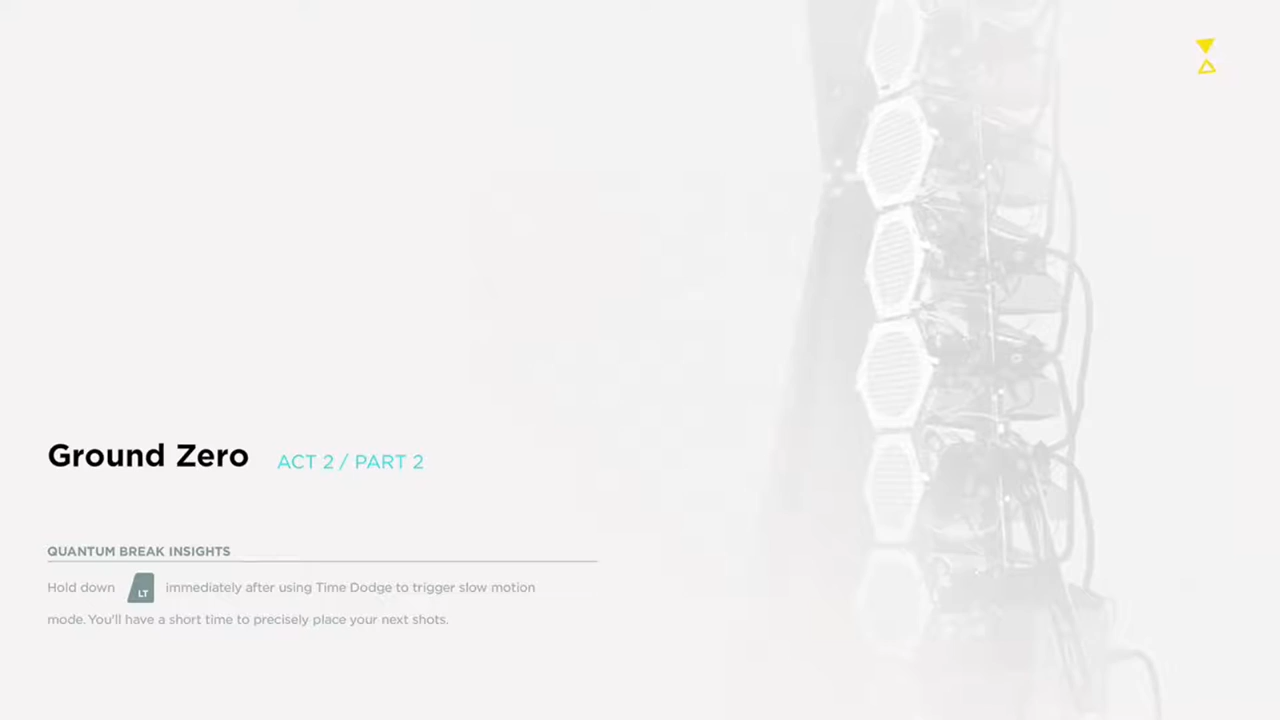 Ground Zero ACT 2 / PART 2
QUANTUM BREAK INSIGHTS
Hold down LT immediately after using Time Dodge to trigger slow motion
mode. You'll have a short time to precisely place your next shots.